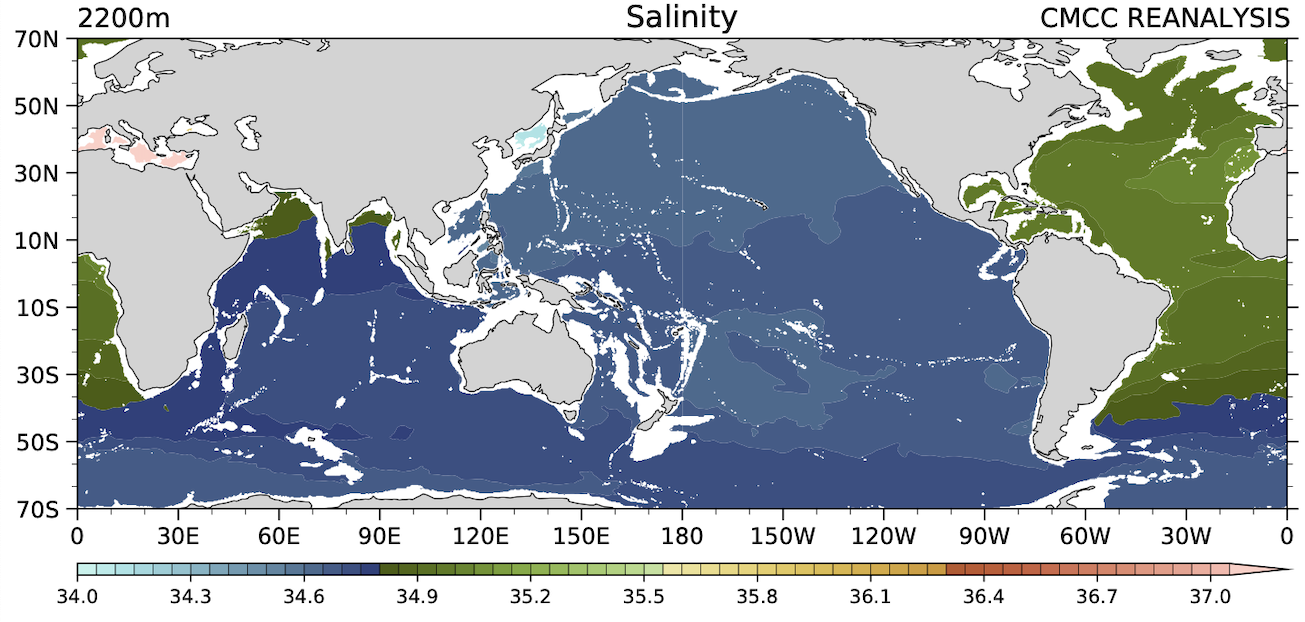 2200m Salinity CMCC REANALYSIS
70N
50N
30N
10N
10S
30S
50S
70S
0 30E 60E 90E 120E 150E 180 150W 120W 90W 60W 30W 0
34.0 34.3 34.6 34.9 35.2 35.5 35.8 36.1 36.4 36.7 37.0